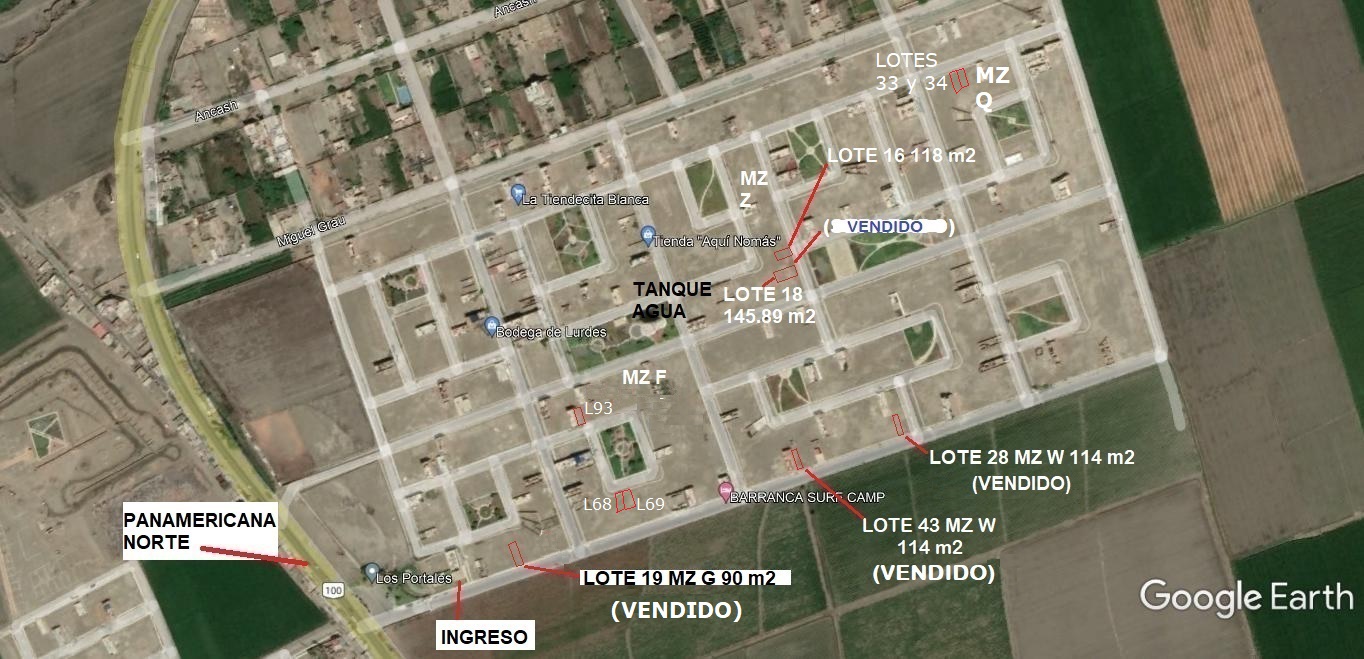 Ancash
LOTES
33 y 34
MZ
Q
Ancash
LOTE 16 118 m2
MZ
Z
La Tiendecita Blanca
Miguel Grau
(VENDIDO)
Tienda "Aquí Nomás"
TANQUE
AGUA
LOTE 18
145.89 m2
Bodega de Lurdes
MZ F
L93
LOTE 28 MZ W 114 m2
(VENDIDO)
BARRANCA SURF CAMP
L68
L69
PANAMERICANA
NORTE
LOTE 43 MZ W
114 m2
(VENDIDO)
Los Portales
100
LOTE 19 MZ G 90 m2
(VENDIDO)
INGRESO
Google Earth